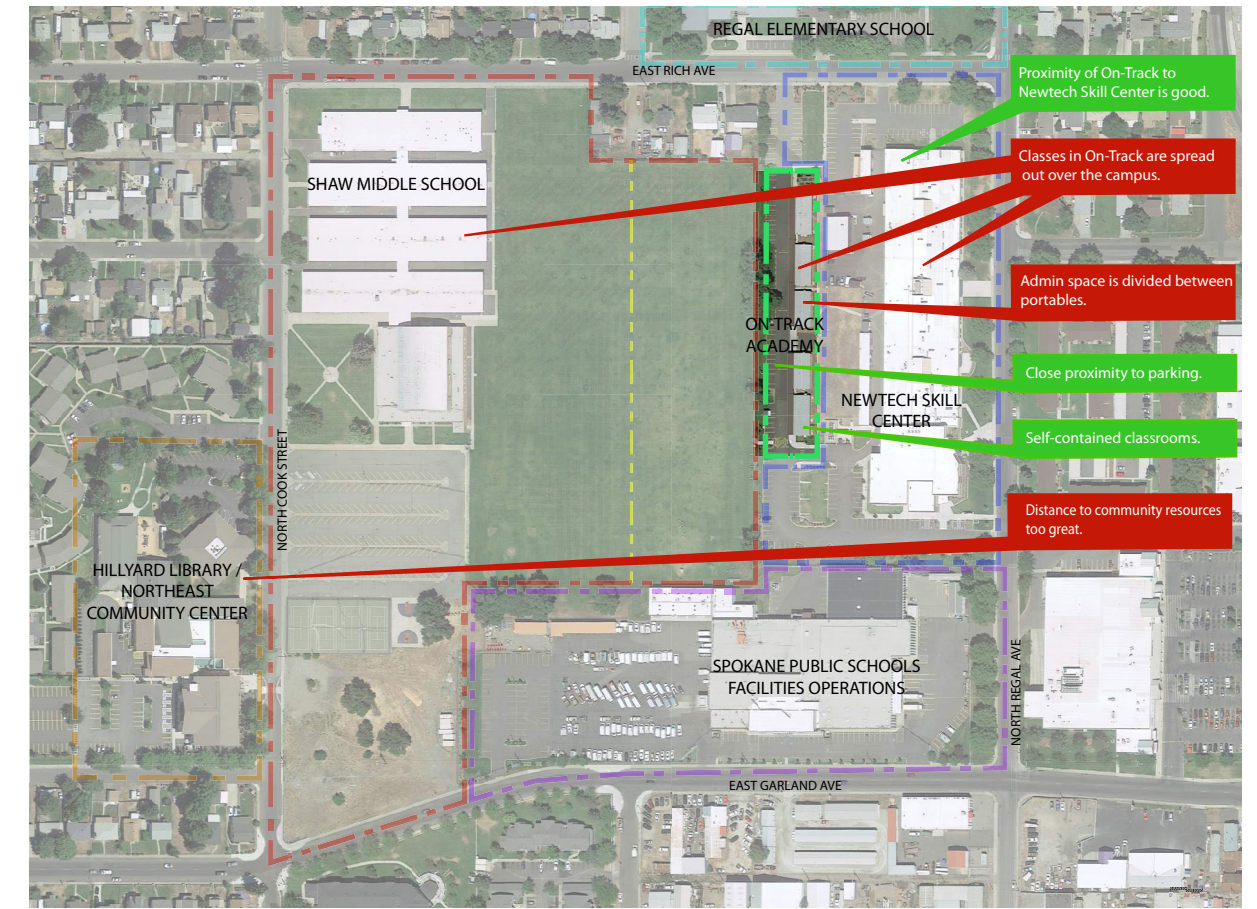 REGAL ELEMENTARY SCHOOL
EAST RICH AVE
Proximity of On-Track to
Newtech Skill Center is good.
Classes in On-Track are spread
out over the campus.
SHAW MIDDLE SCHOOL
Admin space is divided between
portables.
ON-TRACK
ACADEMY
Close proximity to parking.
NEWTECH SKILL
CENTER
Self-contained classrooms.
NORTH COOK STREET
Distance to community resources
too great.
HILLYARD LIBRARY /
NORTHEAST
COMMUNITY CENTER
SPOKANE PUBLIC SCHOOLS
FACILITIES OPERATIONS
NORTH REGAL AVE
EAST GARLAND AVE